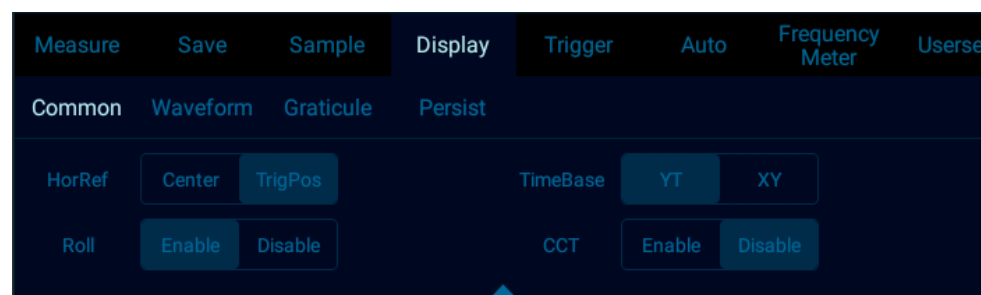 Measure Save Sample Display Trigger Auto Frequency Meter Userse
Common Waveform Graticule Persist
HorRef Center TrigPos TimeBase YT XY
Roll Enable Disable CCT Enable Disable